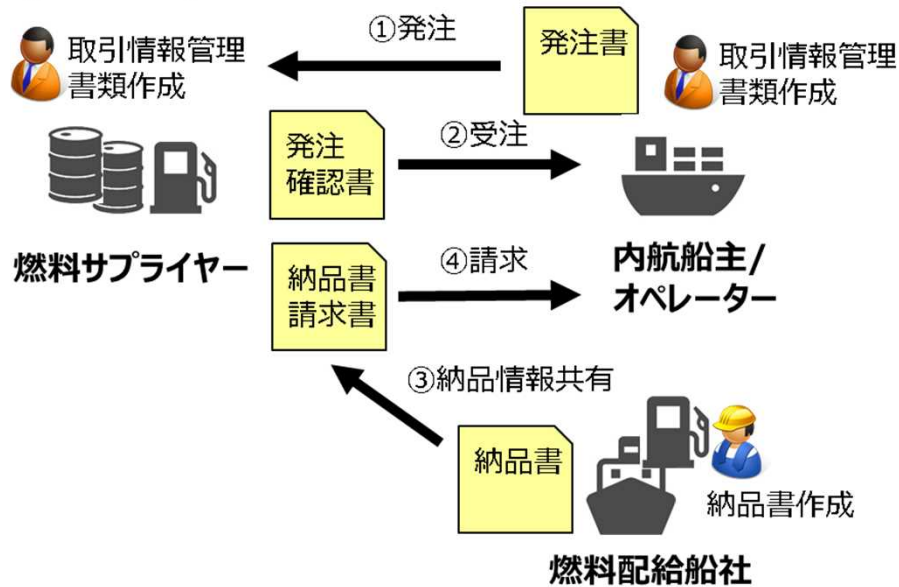 ①発注
発注書
取引情報管理
書類作成
取引情報管理
書類作成
発注
確認書
②受注
燃料サプライヤー
内航船主/
オペレーター
納品書
請求書
④請求
③納品情報共有
納品書
納品書作成
燃料配給船社